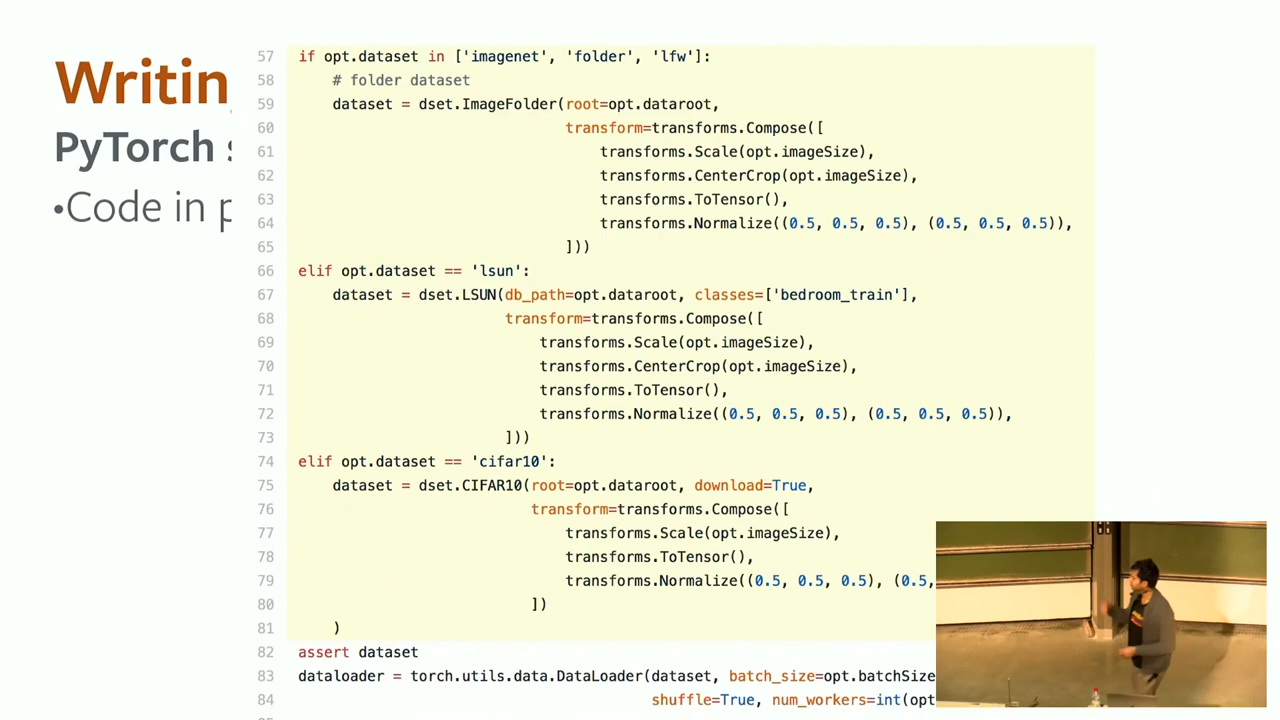 Writing
PyTorch s
•Code in p
57 if opt.dataset in ['imagenet', 'folder', 'lfw']:
58 # folder dataset
59 dataset = dset.ImageFolder(root=opt.dataroot,
60 transform=transforms.Compose([
61 transforms.Scale(opt.imageSize),
62 transforms.CenterCrop(opt.imageSize),
63 transforms.ToTensor(),
64 transforms.Normalize((0.5, 0.5, 0.5), (0.5, 0.5, 0.5)),
65 ]))
66 elif opt.dataset == 'lsun':
67 dataset = dset.LSUN(db_path=opt.dataroot, classes=['bedroom_train'],
68 transform=transforms.Compose([
69 transforms.Scale(opt.imageSize),
70 transforms.CenterCrop(opt.imageSize),
71 transforms.ToTensor(),
72 transforms.Normalize((0.5, 0.5, 0.5), (0.5, 0.5, 0.5)),
73 ]))
74 elif opt.dataset == 'cifar10':
75 dataset = dset.CIFAR10(root=opt.dataroot, download=True,
76 transform=transforms.Compose([
77 transforms.Scale(opt.imageSize),
78 transforms.ToTensor(),
79 transforms.Normalize((0.5, 0.5, 0.5), (0.5,
80 ])
81 )
82 assert dataset
83 dataloader = torch.utils.data.DataLoader(dataset, batch_size=opt.batchSize
84 shuffle=True, num_workers=int(opt